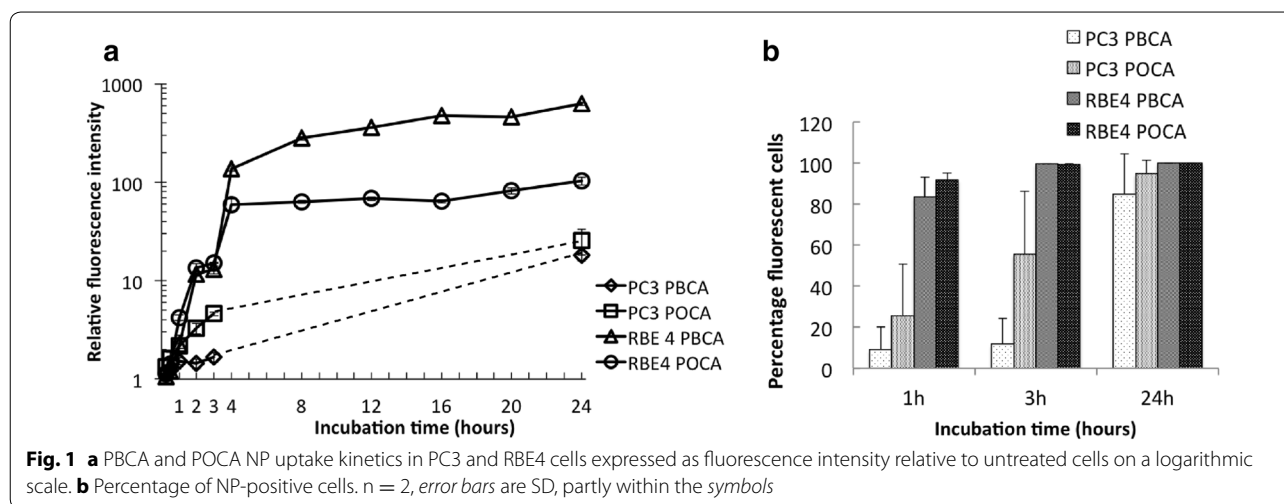 a
Relative fluorescence intensity
1000
100
10
1
1 2 3 4 8 12 16 20 24
Incubation time (hours)
PC3 PBCA
PC3 POCA
RBE 4 PBCA
RBE4 POCA
b
PC3 PBCA
PC3 POCA
RBE4 PBCA
RBE4 POCA
Percentage fluorescent cells
120
100
80
60
40
20
0
1h 3h 24h
Incubation time (hours)
Fig. 1 a PBCA and POCA NP uptake kinetics in PC3 and RBE4 cells expressed as fluorescence intensity relative to untreated cells on a logarithmic
scale. b Percentage of NP-positive cells. n = 2, error bars are SD, partly within the symbols